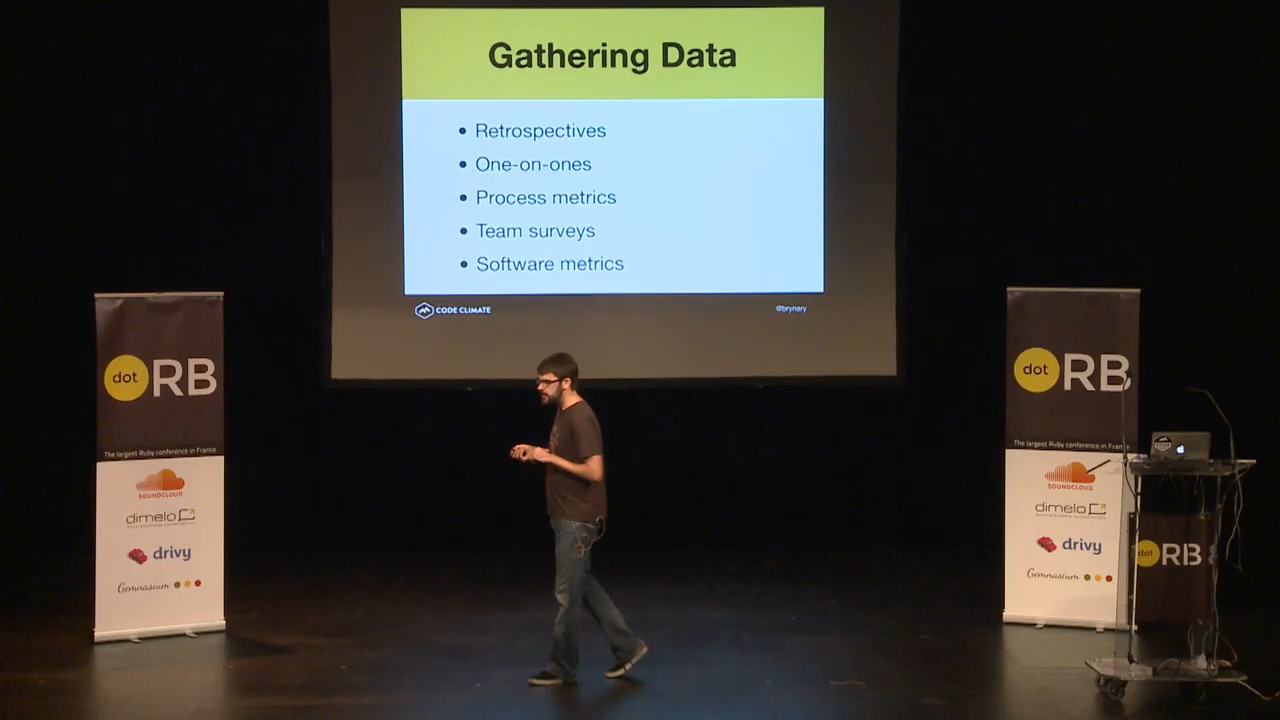 Gathering Data
• Retrospectives
• One-on-ones
• Process metrics
• Team surveys
• Software metrics
CODE CLIMATE
@brynary
dot RB
The largest Ruby conference in France
SOUNDCLOUD
dimelo
drivy
Gemnasium
dot RB
The largest Ruby conference in France
SOUNDCLOUD
dimelo
drivy
Gemnasium
dot RB